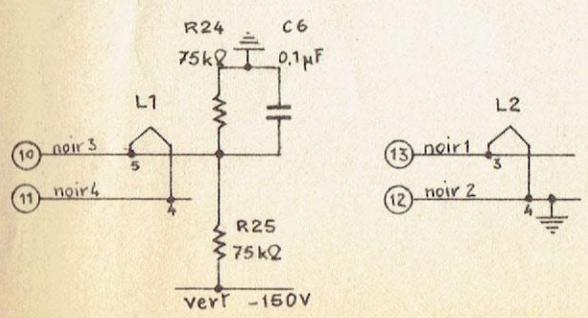 R24 C6
75kΩ 0,1µF
L1
L2
10 noir 3
5
13 noir 1
3
11 noir 4
4
12 noir 2
4
R25
75kΩ
vert -150V